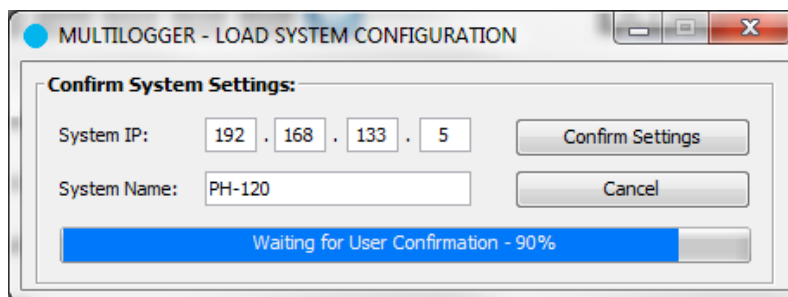 MULTILOGGER - LOAD SYSTEM CONFIGURATION
Confirm System Settings:
System IP: 192 . 168 . 133 . 5 Confirm Settings
System Name: PH-120 Cancel
Waiting for User Confirmation - 90%